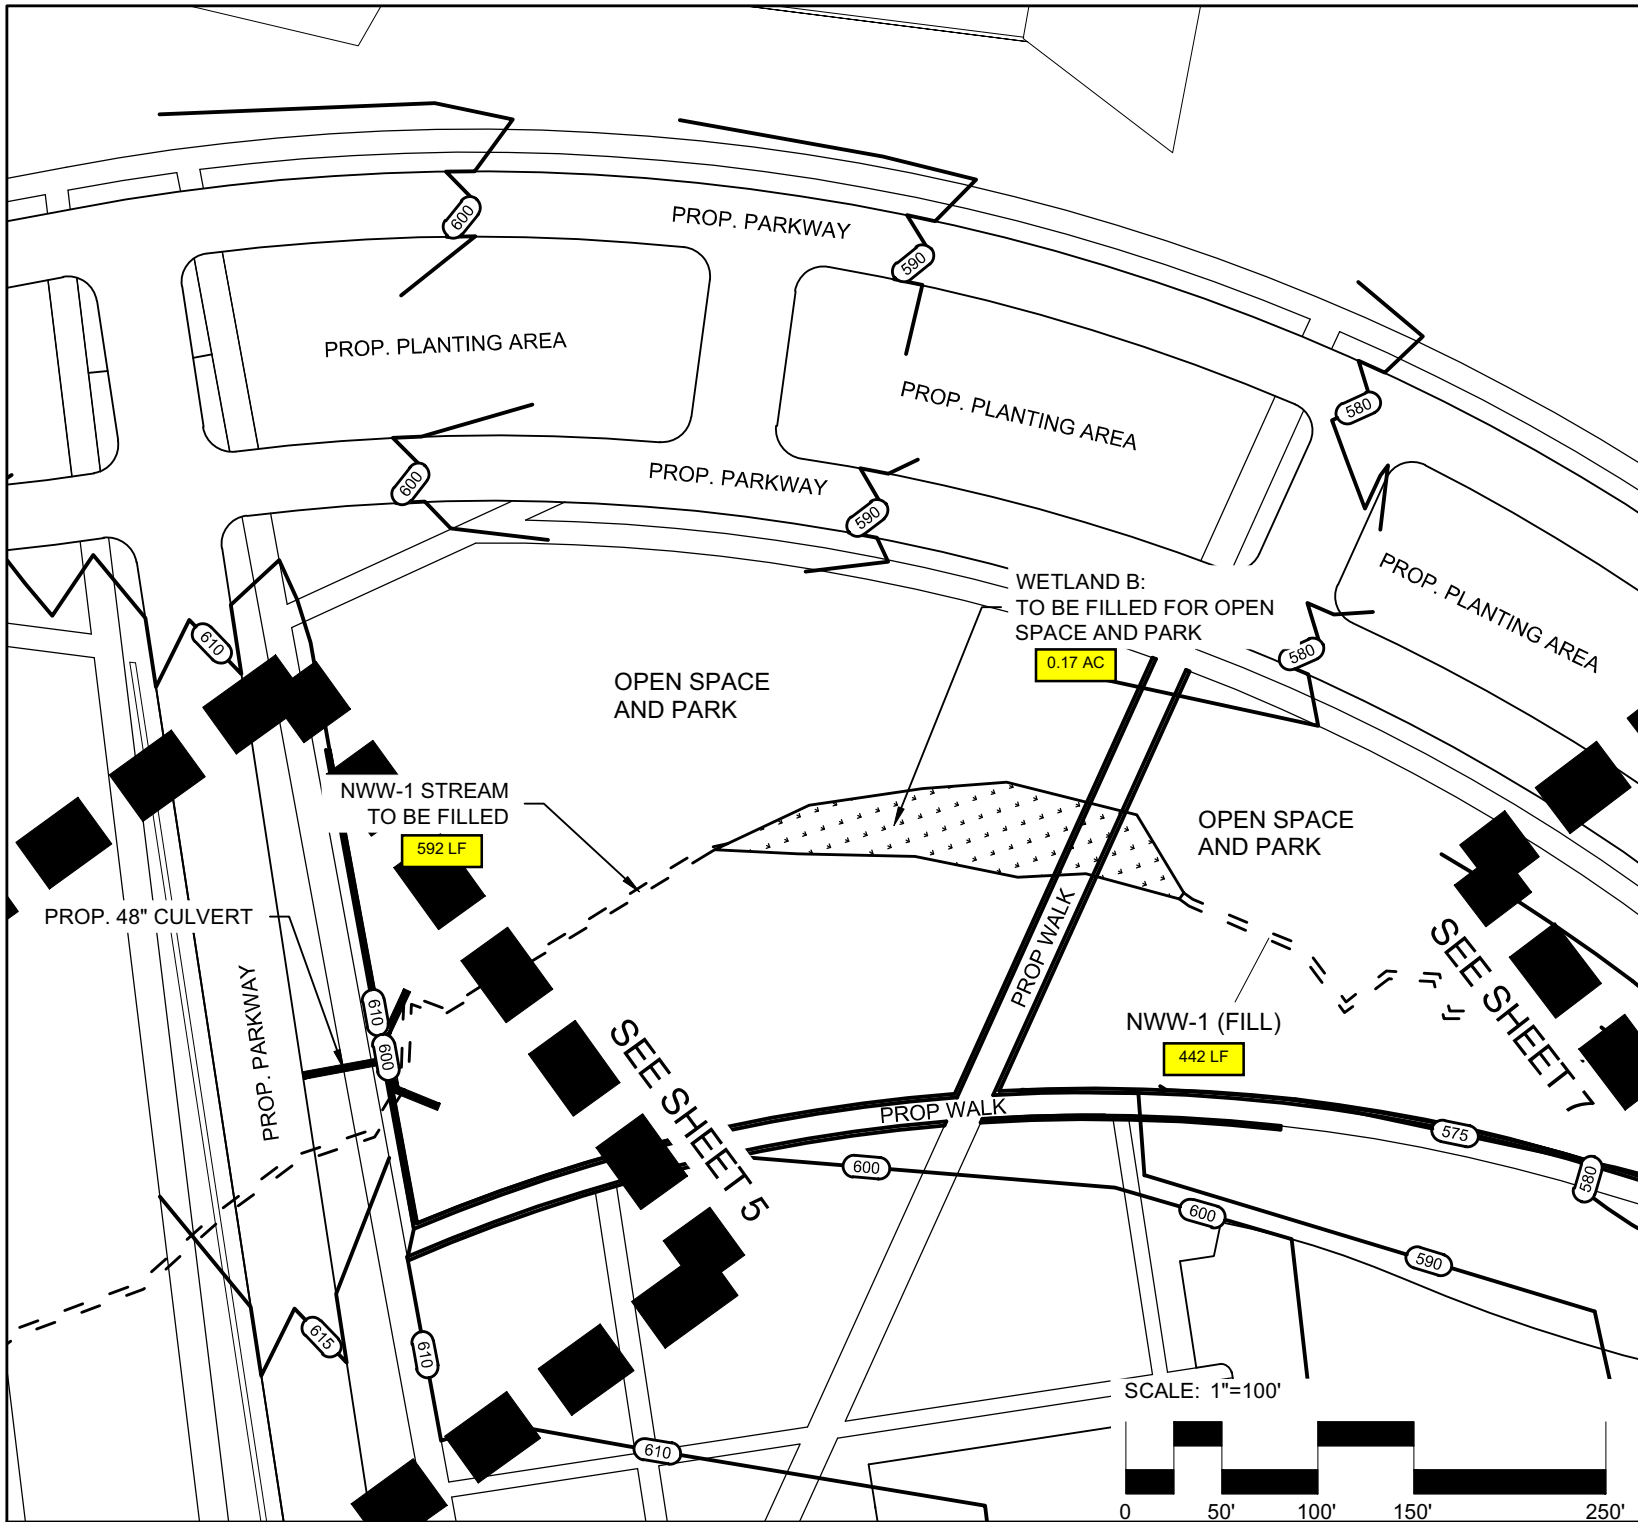 600
PROP. PARKWAY
590
PROP. PLANTING AREA
PROP. PLANTING AREA
580
600
PROP. PARKWAY
590
PROP. PLANTING AREA
WETLAND B:
TO BE FILLED FOR OPEN
SPACE AND PARK
0.17 AC
580
610
OPEN SPACE
AND PARK
NWW-1 STREAM
TO BE FILLED
592 LF
OPEN SPACE
AND PARK
PROP. 48" CULVERT
PROP. PARKWAY
610
600
PROP WALK
SEE SHEET 7
NWW-1 (FILL)
442 LF
SEE SHEET 5
PROP WALK
575
600
580
600
590
615
610
610
SCALE: 1"=100'
0 50' 100' 150' 250'